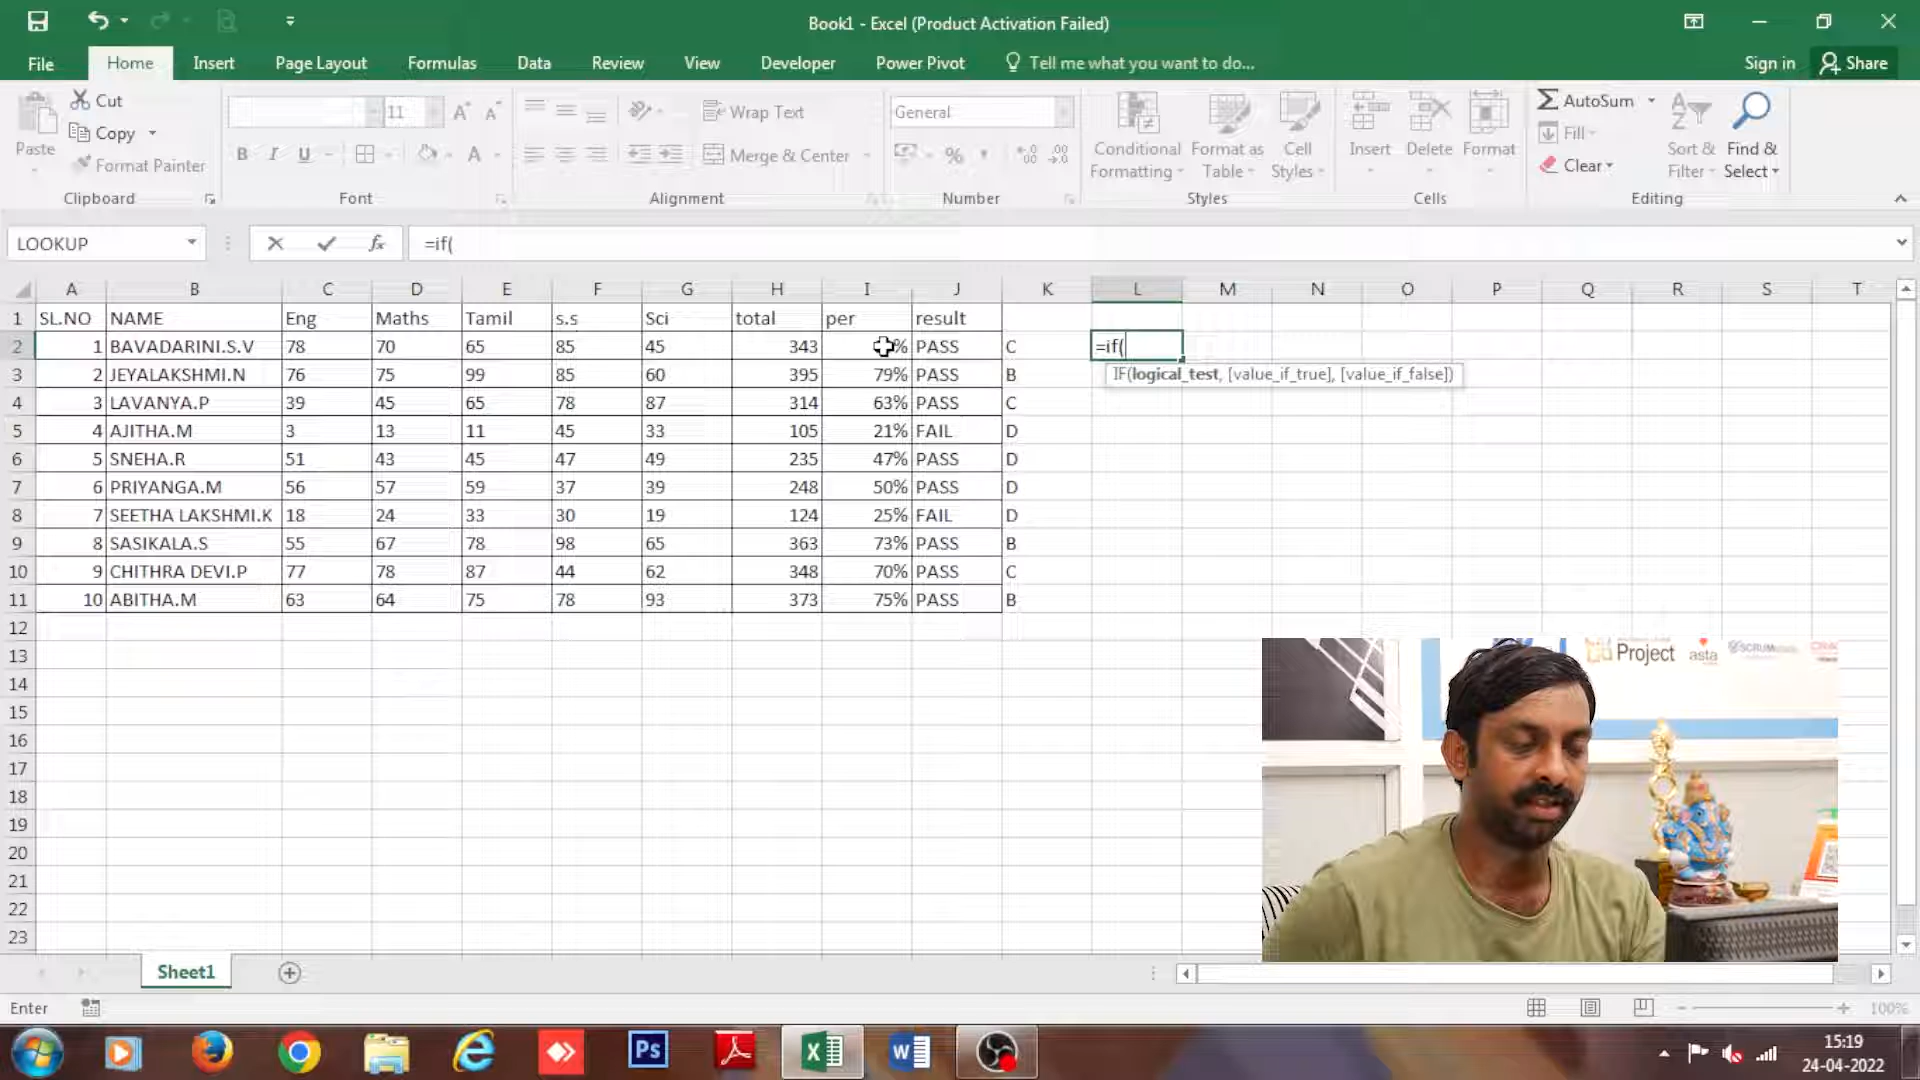 Book1 - Excel (Product Activation Failed)
File Home Insert Page Layout Formulas Data Review View Developer Power Pivot Tell me what you want to do... Sign in Share
Paste
Cut
Copy
Format Painter
Clipboard
11
B I U
Font
Wrap Text
Merge & Center
Alignment
General
%
Number
Conditional Formatting
Format as Table
Cell Styles
Styles
Insert
Delete
Format
Cells
AutoSum
Fill
Clear
Sort & Filter
Find & Select
Editing
LOOKUP fx =if(
A B C D E F G H I J K L M N O P Q R S T
1 SL.NO NAME Eng Maths Tamil s.s Sci total per result
2 1 BAVADARINI.S.V 78 70 65 85 45 343 % PASS C =if(
IF(logical_test, [value_if_true], [value_if_false])
3 2 JEYALAKSHMI.N 76 75 99 85 60 395 79% PASS B
4 3 LAVANYA.P 39 45 65 78 87 314 63% PASS C
5 4 AJITHA.M 3 13 11 45 33 105 21% FAIL D
6 5 SNEHA.R 51 43 45 47 49 235 47% PASS D
7 6 PRIYANGA.M 56 57 59 37 39 248 50% PASS D
8 7 SEETHA LAKSHMI.K 18 24 33 30 19 124 25% FAIL D
9 8 SASIKALA.S 55 67 78 98 65 363 73% PASS B
10 9 CHITHRA DEVI.P 77 78 87 44 62 348 70% PASS C
11 10 ABITHA.M 63 64 75 78 93 373 75% PASS B
12
13
14
15
16
17
18
19
20
21
22
23
Project asta SCRUM
Sheet1
Enter
100%
Ps
15:19
24-04-2022